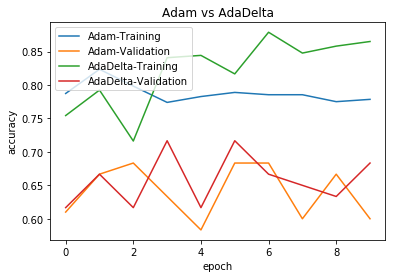 Adam vs AdaDelta
Adam-Training
Adam-Validation
AdaDelta-Training
AdaDelta-Validation
accuracy
0.85
0.80
0.75
0.70
0.65
0.60
0 2 4 6 8
epoch